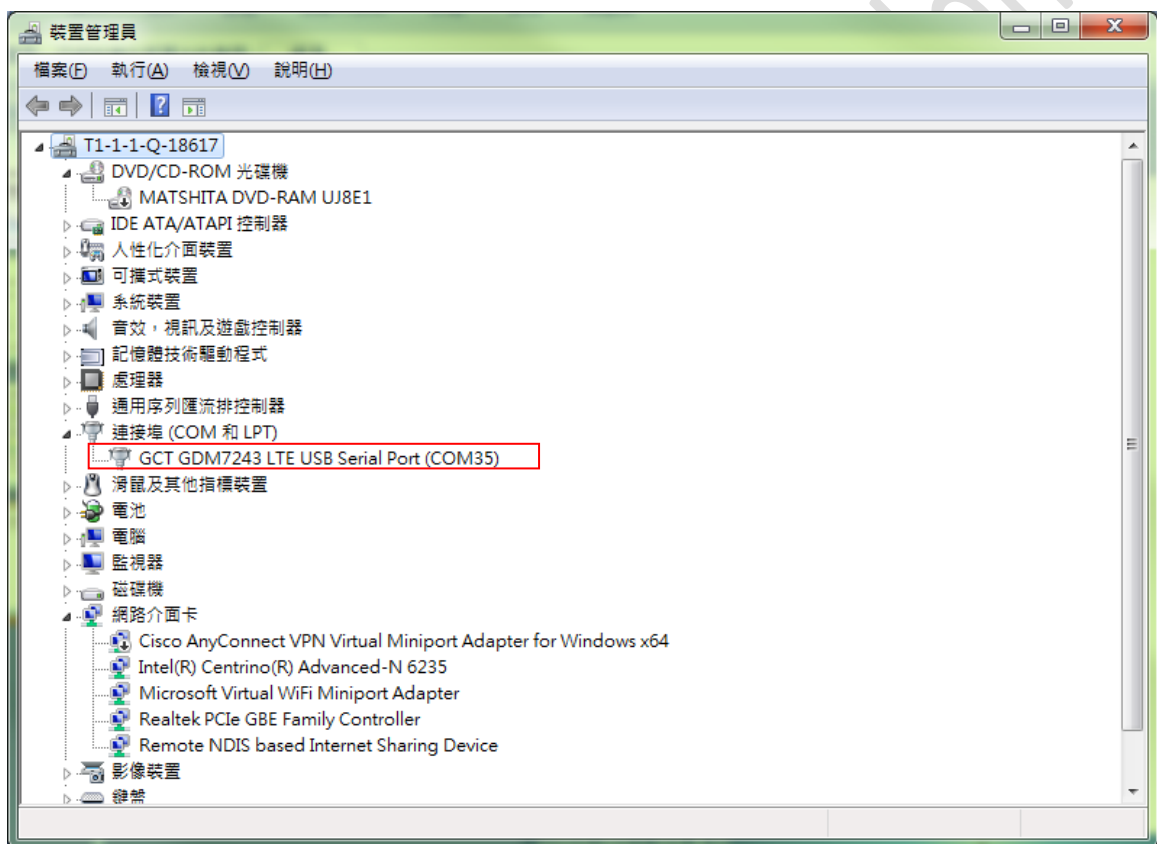 裝置管理員
檔案(F) 執行(A) 檢視(V) 說明(H)
T1-1-1-Q-18617
DVD/CD-ROM 光碟機
MATSHITA DVD-RAM UJ8E1
IDE ATA/ATAPI 控制器
人性化介面裝置
可攜式裝置
系統裝置
音效，視訊及遊戲控制器
記憶體技術驅動程式
處理器
通用序列匯流排控制器
連接埠 (COM 和 LPT)
GCT GDM7243 LTE USB Serial Port (COM35)
滑鼠及其他指標裝置
電池
電腦
監視器
磁碟機
網路介面卡
Cisco AnyConnect VPN Virtual Miniport Adapter for Windows x64
Intel(R) Centrino(R) Advanced-N 6235
Microsoft Virtual WiFi Miniport Adapter
Realtek PCIe GBE Family Controller
Remote NDIS based Internet Sharing Device
影像裝置
鍵盤